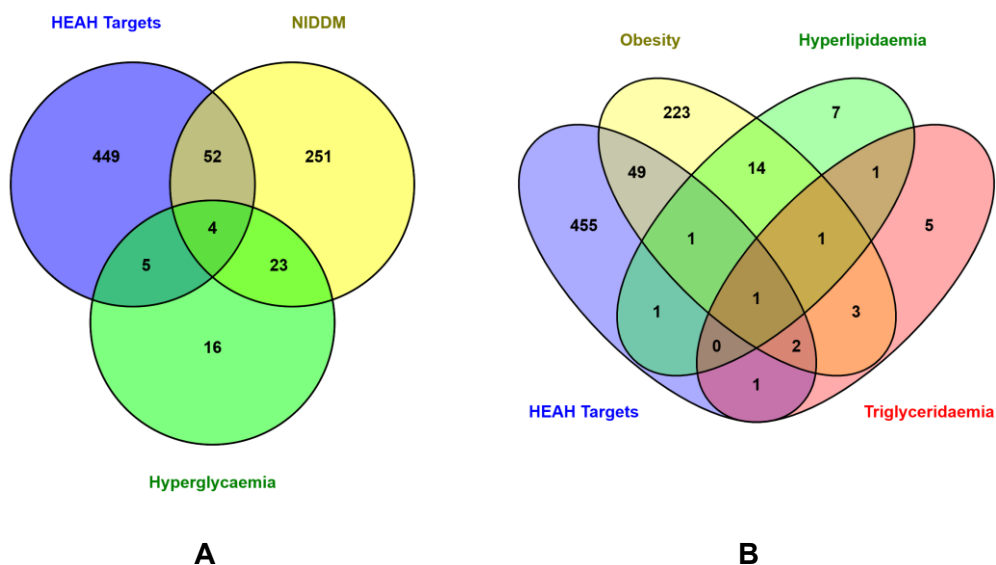 HEAH Targets
NIDDM
449
52
251
4
5
23
16
Hyperglycaemia
A
Obesity
Hyperlipidaemia
223
7
49
14
1
455
1
1
5
1
1
3
0
2
1
HEAH Targets
Triglyceridaemia
B